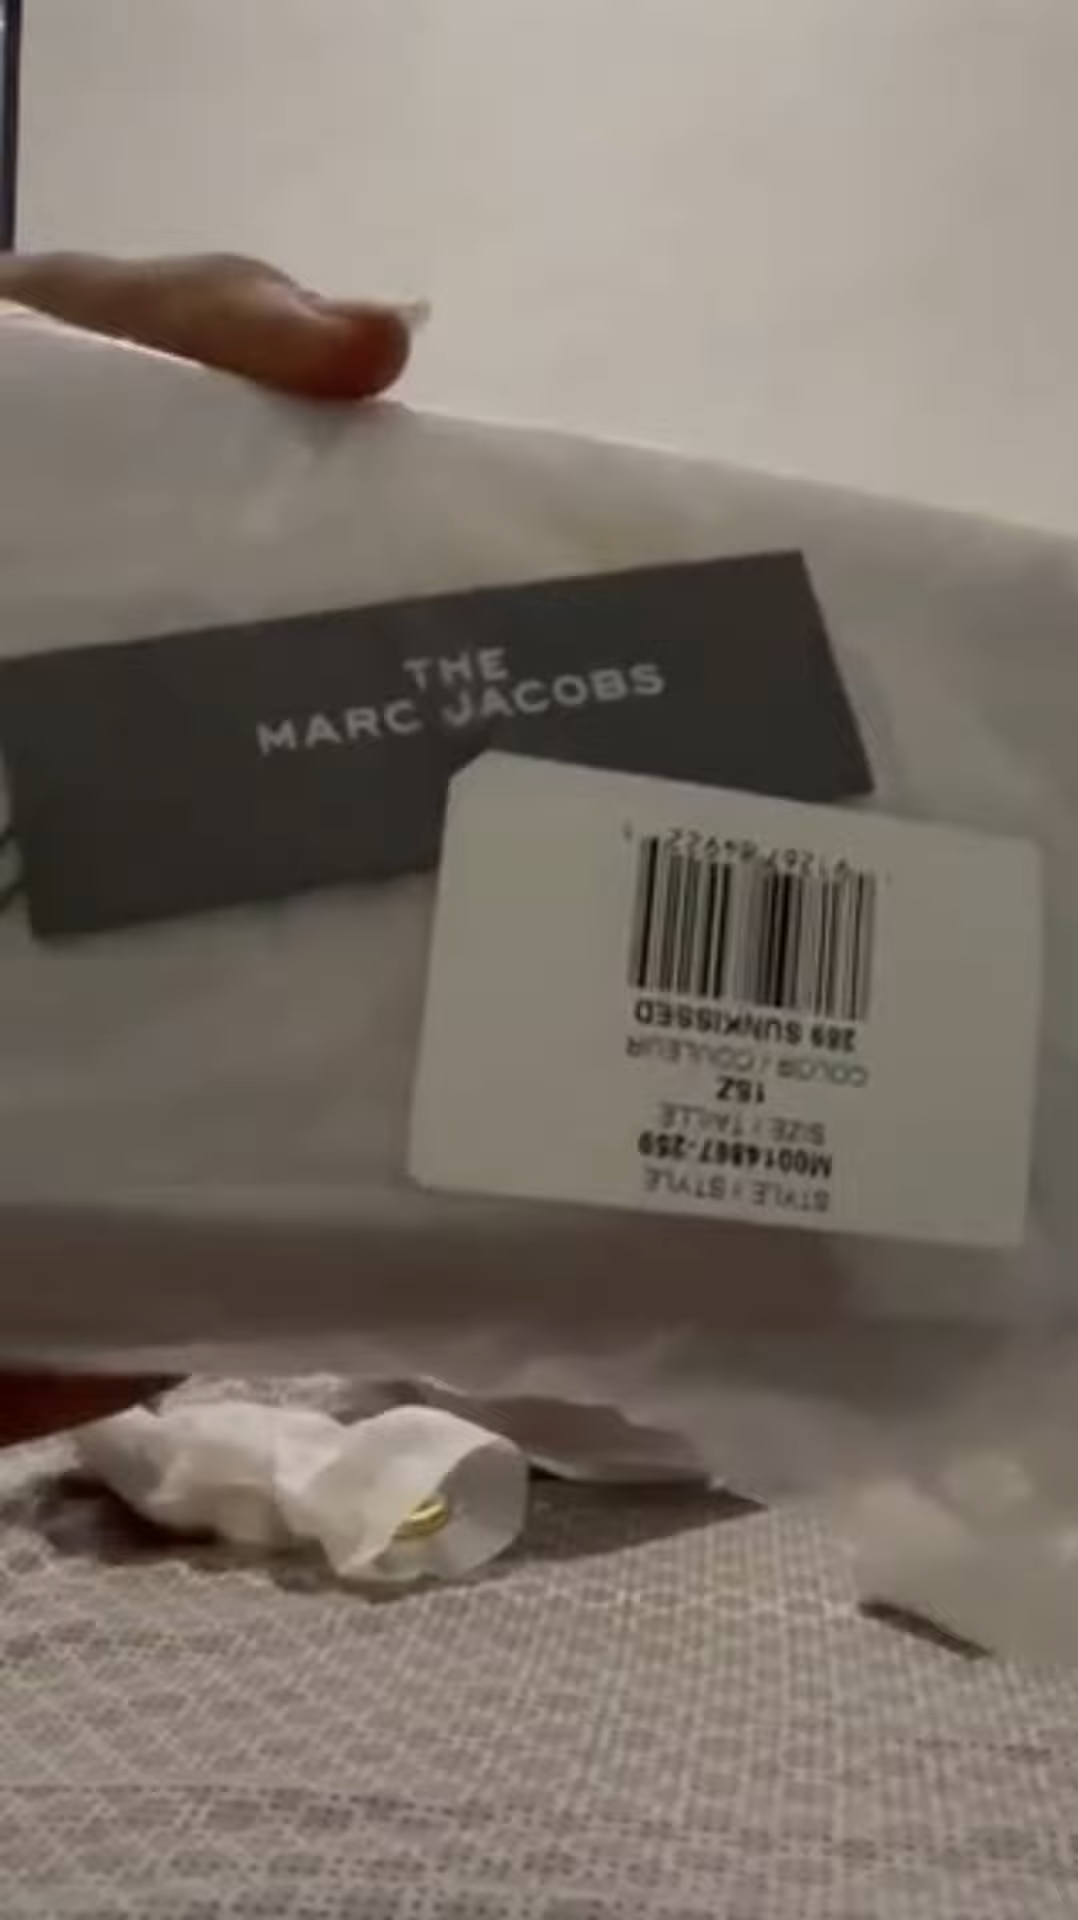 THE
MARC JACOBS
STYLE / STYLE
M0014867-259
SIZE / TAILLE
1SZ
COLOR / COULEUR
259 SUNKISSED